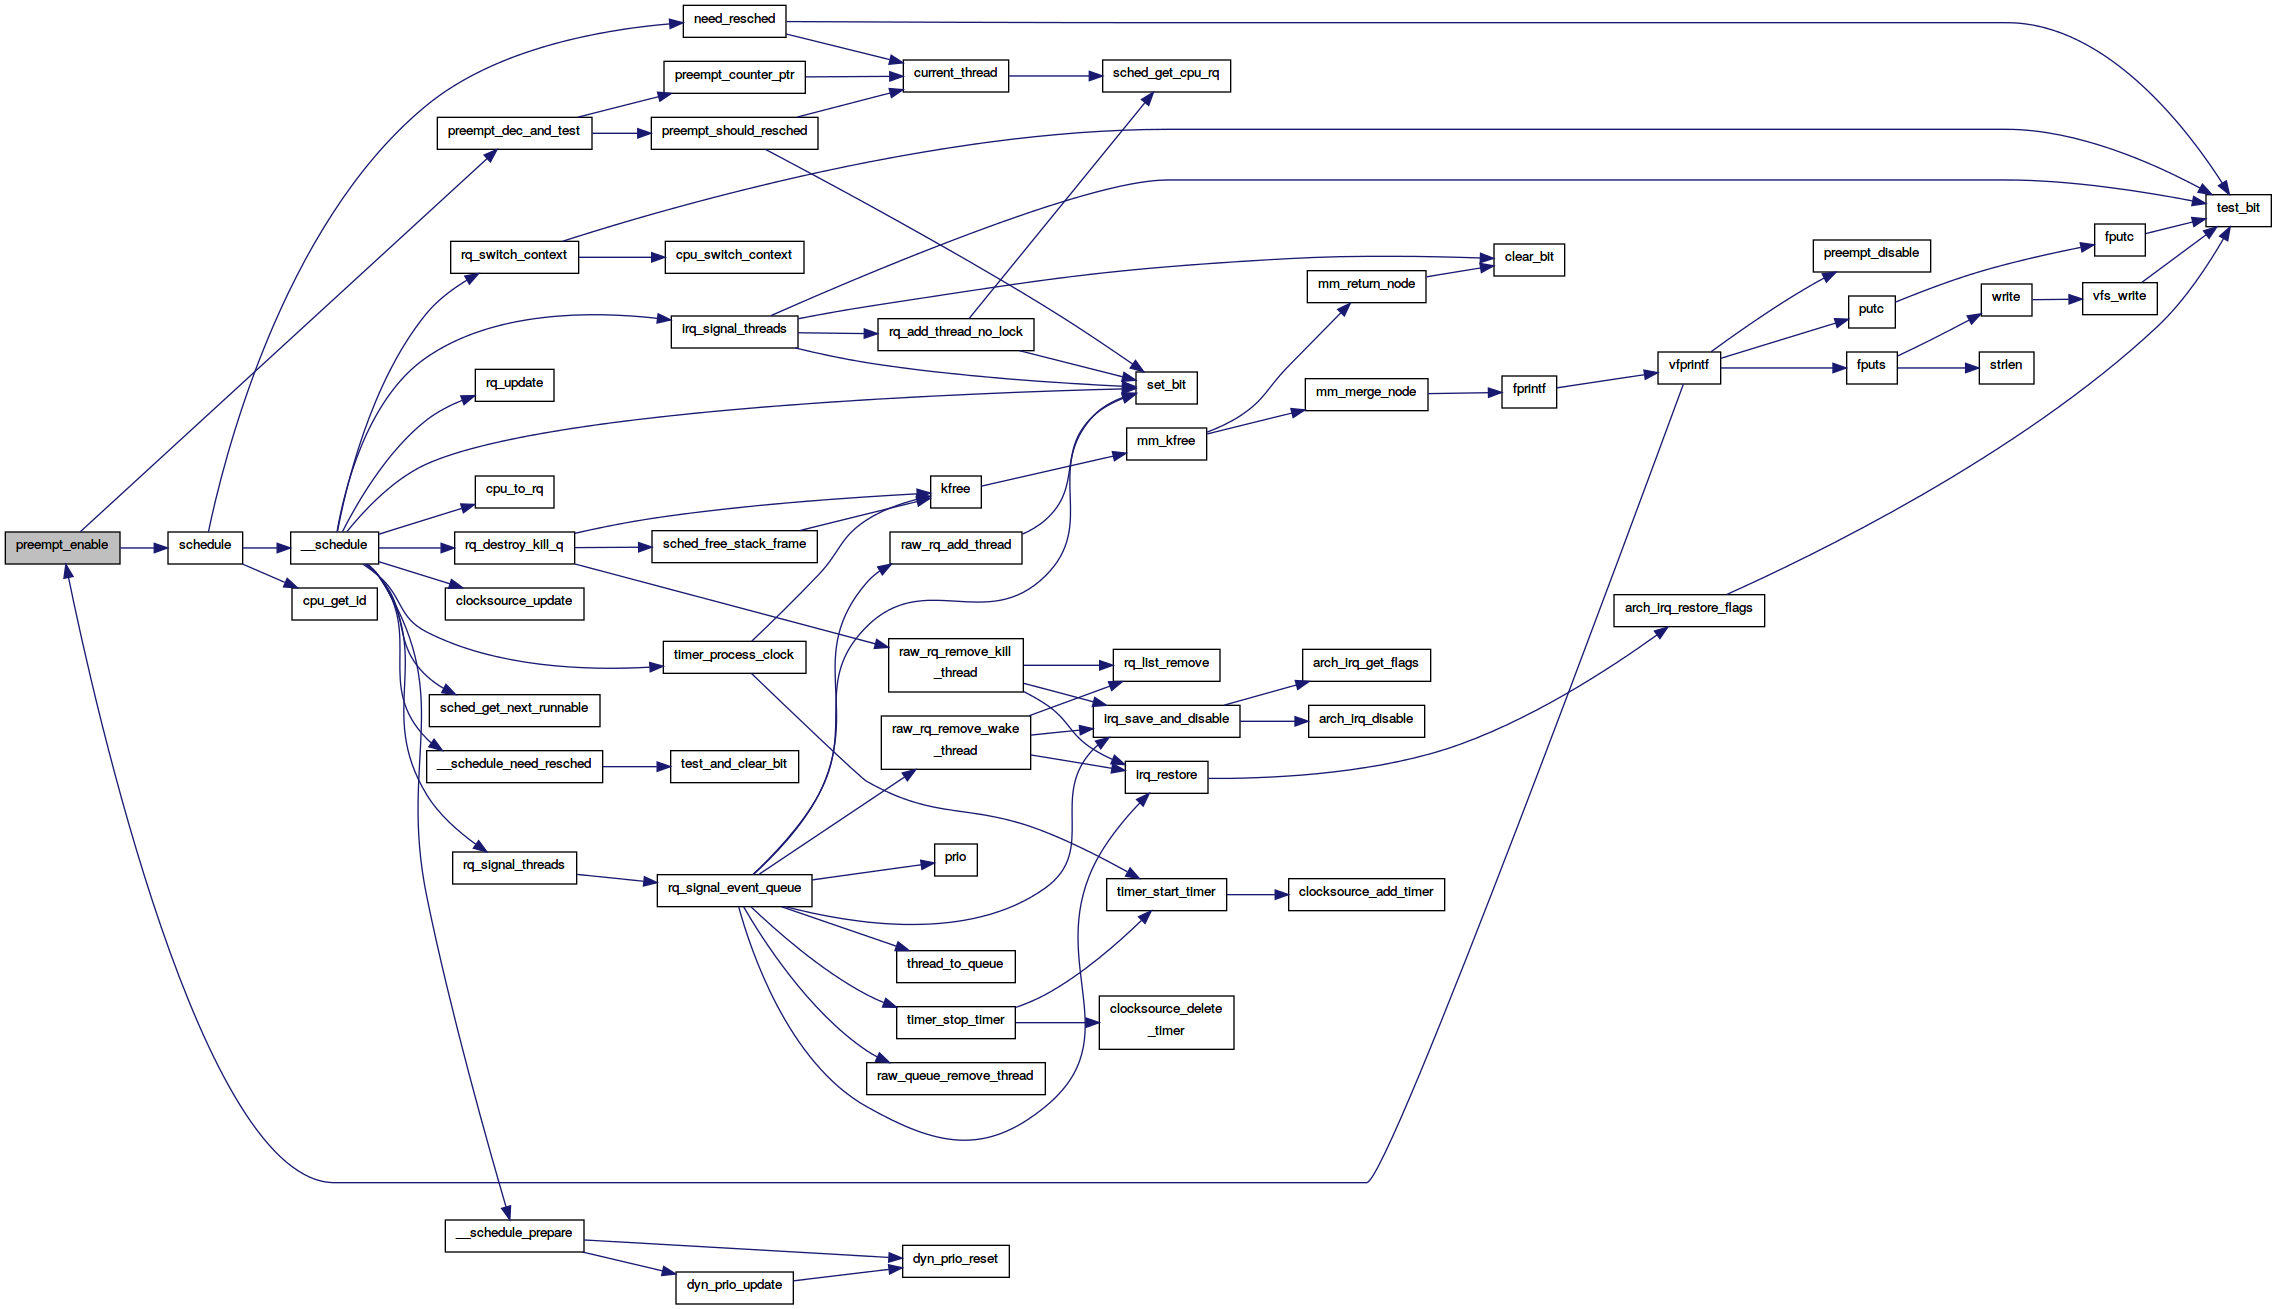 need_resched
preempt_counter_ptr
current_thread
sched_get_cpu_rq
preempt_dec_and_test
preempt_should_resched
test_bit
rq_switch_context
cpu_switch_context
clear_bit
preempt_disable
fputc
mm_return_node
putc
write
vfs_write
irq_signal_threads
rq_add_thread_no_lock
vfprintf
fputs
strlen
rq_update
set_bit
mm_merge_node
fprintf
mm_kfree
cpu_to_rq
kfree
preempt_enable
schedule
__schedule
rq_destroy_kill_q
sched_free_stack_frame
raw_rq_add_thread
cpu_get_id
clocksource_update
arch_irq_restore_flags
timer_process_clock
raw_rq_remove_kill
_thread
rq_list_remove
arch_irq_get_flags
sched_get_next_runnable
raw_rq_remove_wake
_thread
irq_save_and_disable
arch_irq_disable
__schedule_need_resched
test_and_clear_bit
irq_restore
rq_signal_threads
rq_signal_event_queue
prio
timer_start_timer
clocksource_add_timer
thread_to_queue
timer_stop_timer
clocksource_delete
_timer
raw_queue_remove_thread
__schedule_prepare
dyn_prio_reset
dyn_prio_update